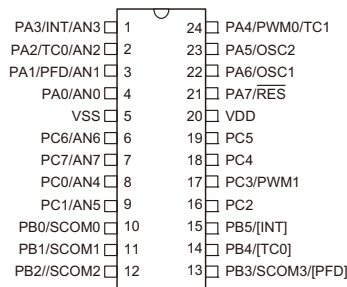 PA3/INT/AN3 1 24 PA4/PWM0/TC1
PA2/TC0/AN2 2 23 PA5/OSC2
PA1/PFD/AN1 3 22 PA6/OSC1
PA0/AN0 4 21 PA7/RES
VSS 5 20 VDD
PC6/AN6 6 19 PC5
PC7/AN7 7 18 PC4
PC0/AN4 8 17 PC3/PWM1
PC1/AN5 9 16 PC2
PB0/SCOM0 10 15 PB5/[INT]
PB1/SCOM1 11 14 PB4/[TC0]
PB2//SCOM2 12 13 PB3/SCOM3/[PFD]